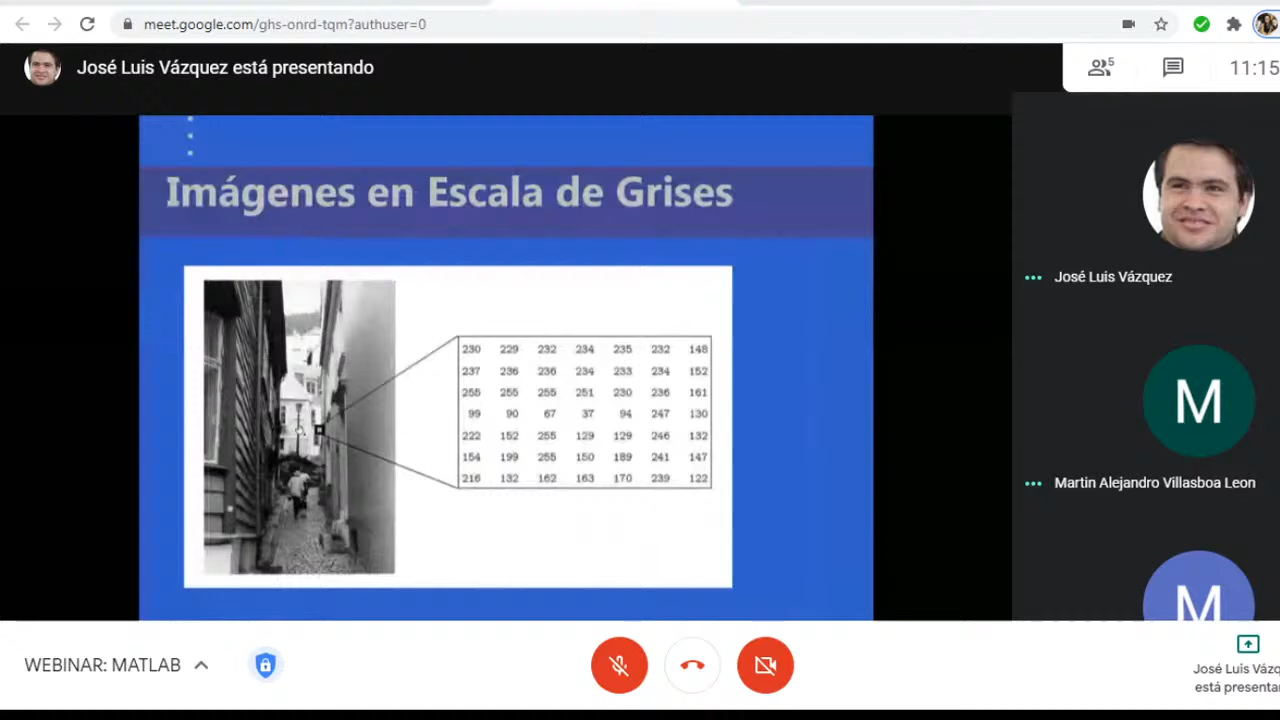 meet.google.com/ghs-onrd-tqm?authuser=0
José Luis Vázquez está presentando
5
11:15
Imágenes en Escala de Grises
230 229 232 234 235 232 148
237 236 236 234 233 234 152
255 255 255 251 230 236 161
99 90 67 37 94 247 130
222 152 255 129 129 246 132
154 199 255 150 189 241 147
216 132 162 163 170 239 122
José Luis Vázquez
M
Martin Alejandro Villasboa Leon
M
WEBINAR: MATLAB
José Luis Vázq
está presenta